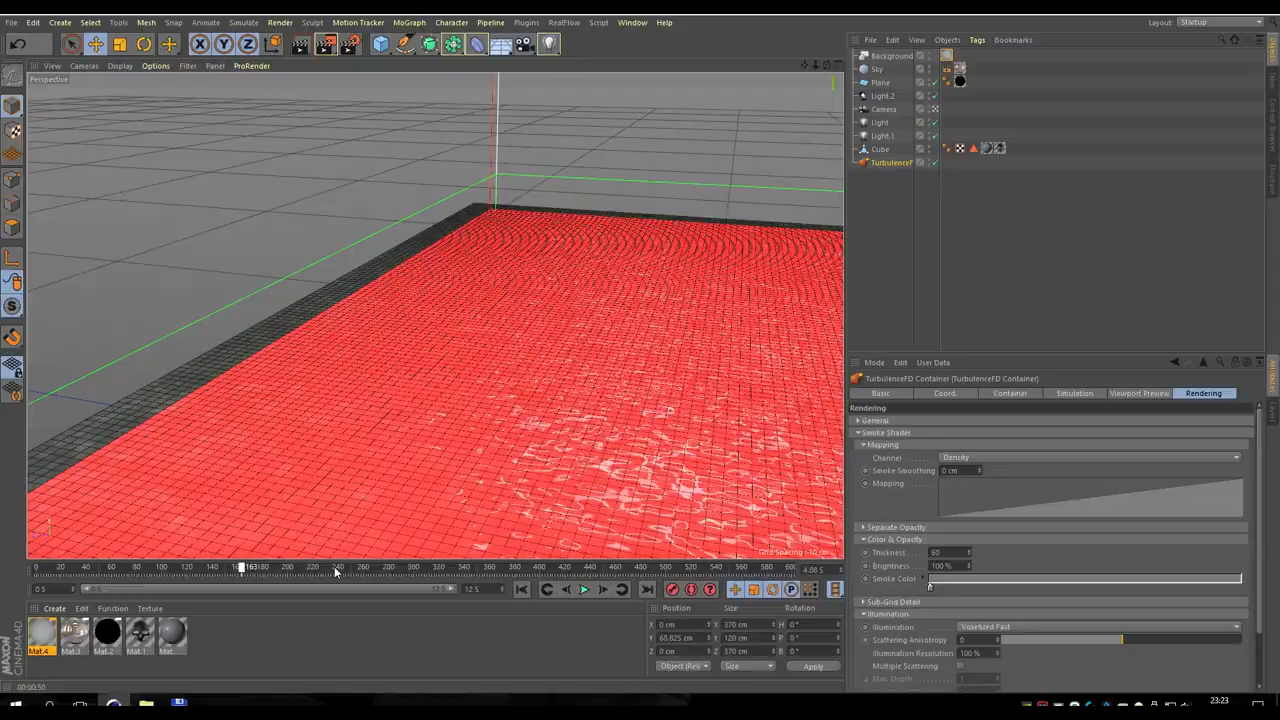 File Edit Create Select Tools Mesh Snap Animate Simulate Render Sculpt Motion Tracker MoGraph Character Pipeline Plugins RealFlow Script Window Help
Layout: Startup
X Y Z
File Edit View Objects Tags Bookmarks
View Cameras Display Options Filter Panel ProRender
Perspective
Background
Sky
Plane
Light.2
Camera
Light
Light.1
Cube
TurbulenceF
Mode Edit User Data
TurbulenceFD Container [TurbulenceFD Container]
Basic Coord. Container Simulation Viewport Preview Rendering
Rendering
General
Smoke Shader
Mapping
Channel Density
Smoke Smoothing 0 cm
Mapping
Separate Opacity
Color & Opacity
Thickness 60
Brightness 100 %
Smoke Color
Sub-Grid Detail
Illumination
Illumination Voxelized Fast
Scattering Anisotropy 0
Illumination Resolution 100 %
Multiple Scattering
Max. Depth 1
Grid Spacing : 10 cm
0 20 40 60 80 100 120 140 163 180 200 220 240 260 280 300 320 340 360 380 400 420 440 460 480 500 520 540 560 580 600 4.08 S
0 S 0 S 12.5 S 12.5
Create Edit Function Texture
Mat.4 Mat.3 Mat.2 Mat.1 Mat
Position Size Rotation
X 0 cm X 370 cm H 0 °
Y 68.825 cm Y 120 cm P 0 °
Z 0 cm Z 370 cm B 0 °
Object (Rel) Size Apply
MAXON CINEMA4D
00:00:50
23:23